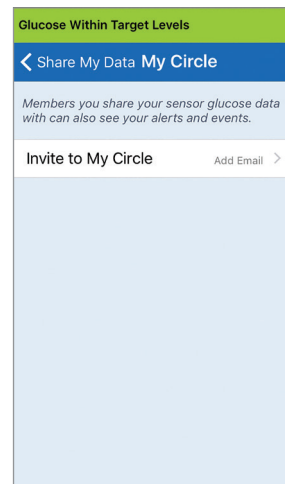 Glucose Within Target Levels
Share My Data My Circle
Members you share your sensor glucose data
with can also see your alerts and events.
Invite to My Circle Add Email